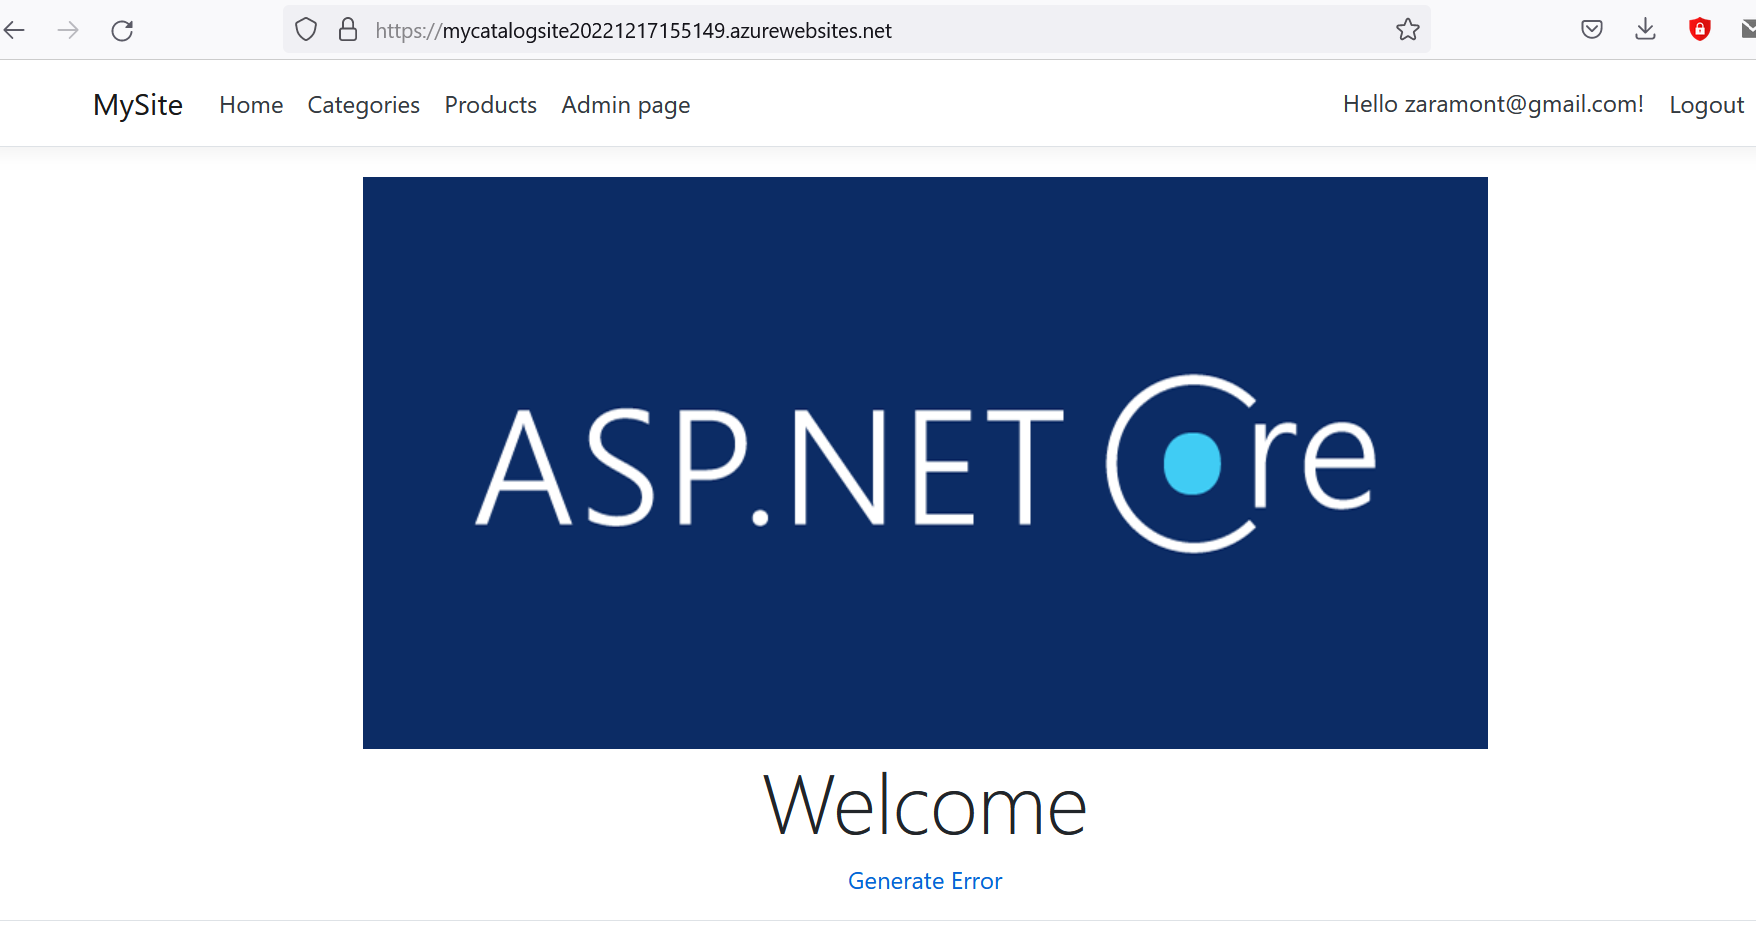 https://mycatalogsite20221217155149.azurewebsites.net
MySite Home Categories Products Admin page Hello zaramont@gmail.com! Logout
ASP.NET Core
Welcome
Generate Error